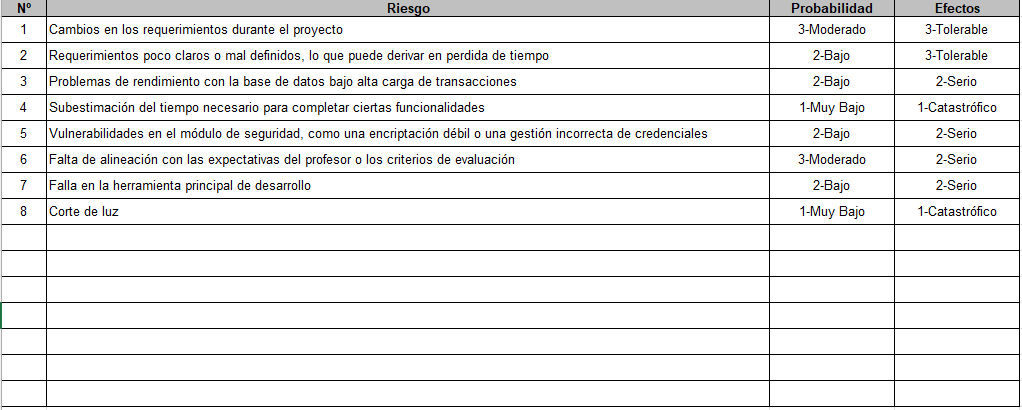 Nº Riesgo Probabilidad Efectos
1 Cambios en los requerimientos durante el proyecto 3-Moderado 3-Tolerable
2 Requerimientos poco claros o mal definidos, lo que puede derivar en perdida de tiempo 2-Bajo 3-Tolerable
3 Problemas de rendimiento con la base de datos bajo alta carga de transacciones 2-Bajo 2-Serio
4 Subestimación del tiempo necesario para completar ciertas funcionalidades 1-Muy Bajo 1-Catastrófico
5 Vulnerabilidades en el módulo de seguridad, como una encriptación débil o una gestión incorrecta de credenciales 2-Bajo 2-Serio
6 Falta de alineación con las expectativas del profesor o los criterios de evaluación 3-Moderado 2-Serio
7 Falla en la herramienta principal de desarrollo 2-Bajo 2-Serio
8 Corte de luz 1-Muy Bajo 1-Catastrófico